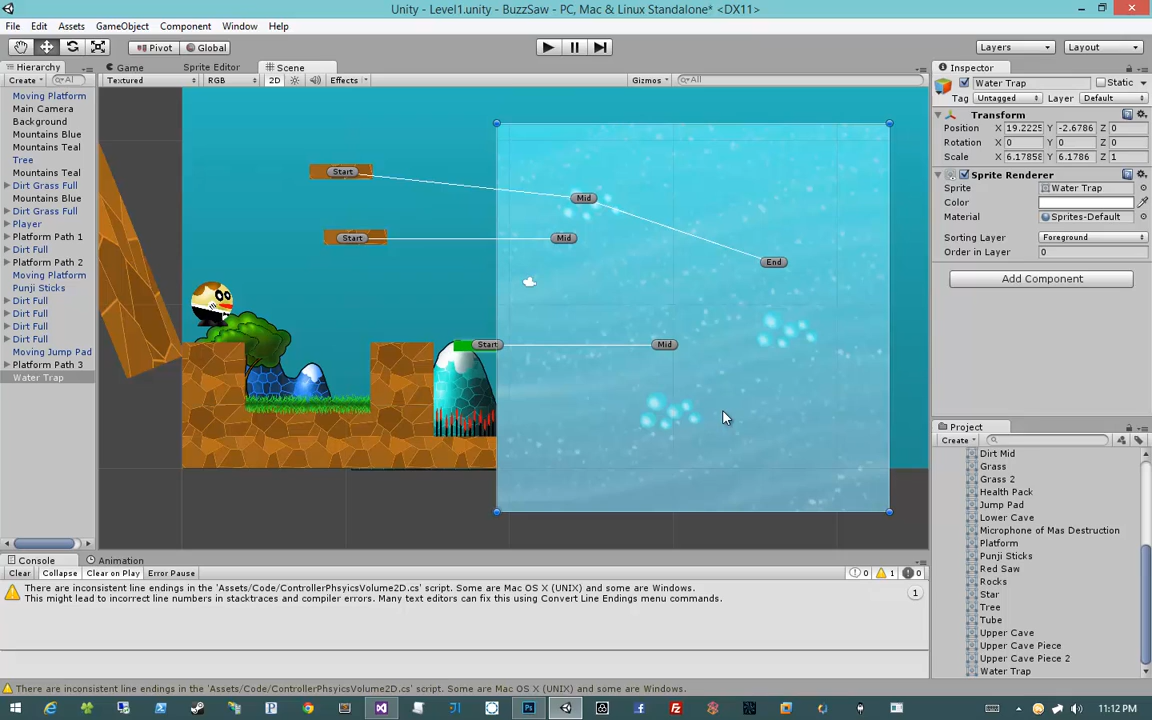 Unity - Level1.unity - BuzzSaw - PC, Mac & Linux Standalone* <DX11>
File Edit Assets GameObject Component Window Help
Pivot Global Layers Layout
Hierarchy Game Sprite Editor Scene Inspector
Create All Textured RGB 2D Effects Gizmos All
Moving Platform
Main Camera
Background
Mountains Blue
Mountains Teal
Mountains Teal
Tree
Dirt Grass Full
Mountains Blue
Dirt Grass Full
Player
Platform Path 1
Dirt Full
Platform Path 2
Moving Platform
Punji Sticks
Dirt Full
Dirt Full
Dirt Full
Dirt Full
Moving Jump Pad
Platform Path 3
Water Trap
Start
Mid
Start
Mid
End
Start
Mid
Water Trap Static
Tag Untagged Layer Default
Transform
Position X 19.2225 Y -2.6786 Z 0
Rotation X 0 Y 0 Z 0
Scale X 6.17858 Y 6.1786 Z 1
Sprite Renderer
Sprite Water Trap
Color
Material Sprites-Default
Sorting Layer Foreground
Order in Layer 0
Add Component
Project
Create
Dirt Mid
Grass
Grass 2
Health Pack
Jump Pad
Lower Cave
Microphone of Mas Destruction
Platform
Punji Sticks
Red Saw
Rocks
Star
Tree
Tube
Upper Cave
Upper Cave Piece
Upper Cave Piece 2
Water Trap
Console Animation
Clear Collapse Clear on Play Error Pause 0 1 0
There are inconsistent line endings in the 'Assets/Code/ControllerPhsyicsVolume2D.cs' script. Some are Mac OS X (UNIX) and some are Windows.
This might lead to incorrect line numbers in stacktraces and compiler errors. Many text editors can fix this using Convert Line Endings menu commands.
1
There are inconsistent line endings in the 'Assets/Code/ControllerPhsyicsVolume2D.cs' script. Some are Mac OS X (UNIX) and some are Windows.
11:12 PM